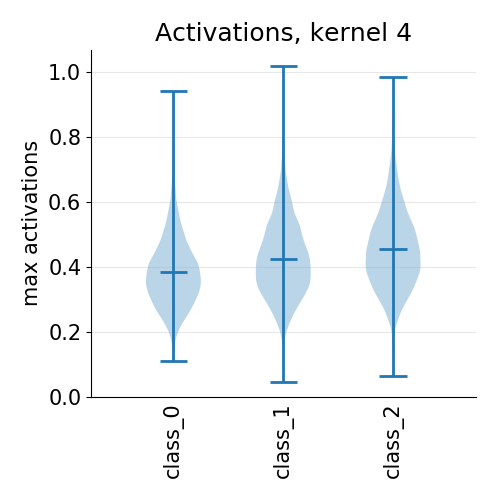 Activations, kernel 4
max activations
1.0
0.8
0.6
0.4
0.2
0.0
class_0
class_1
class_2